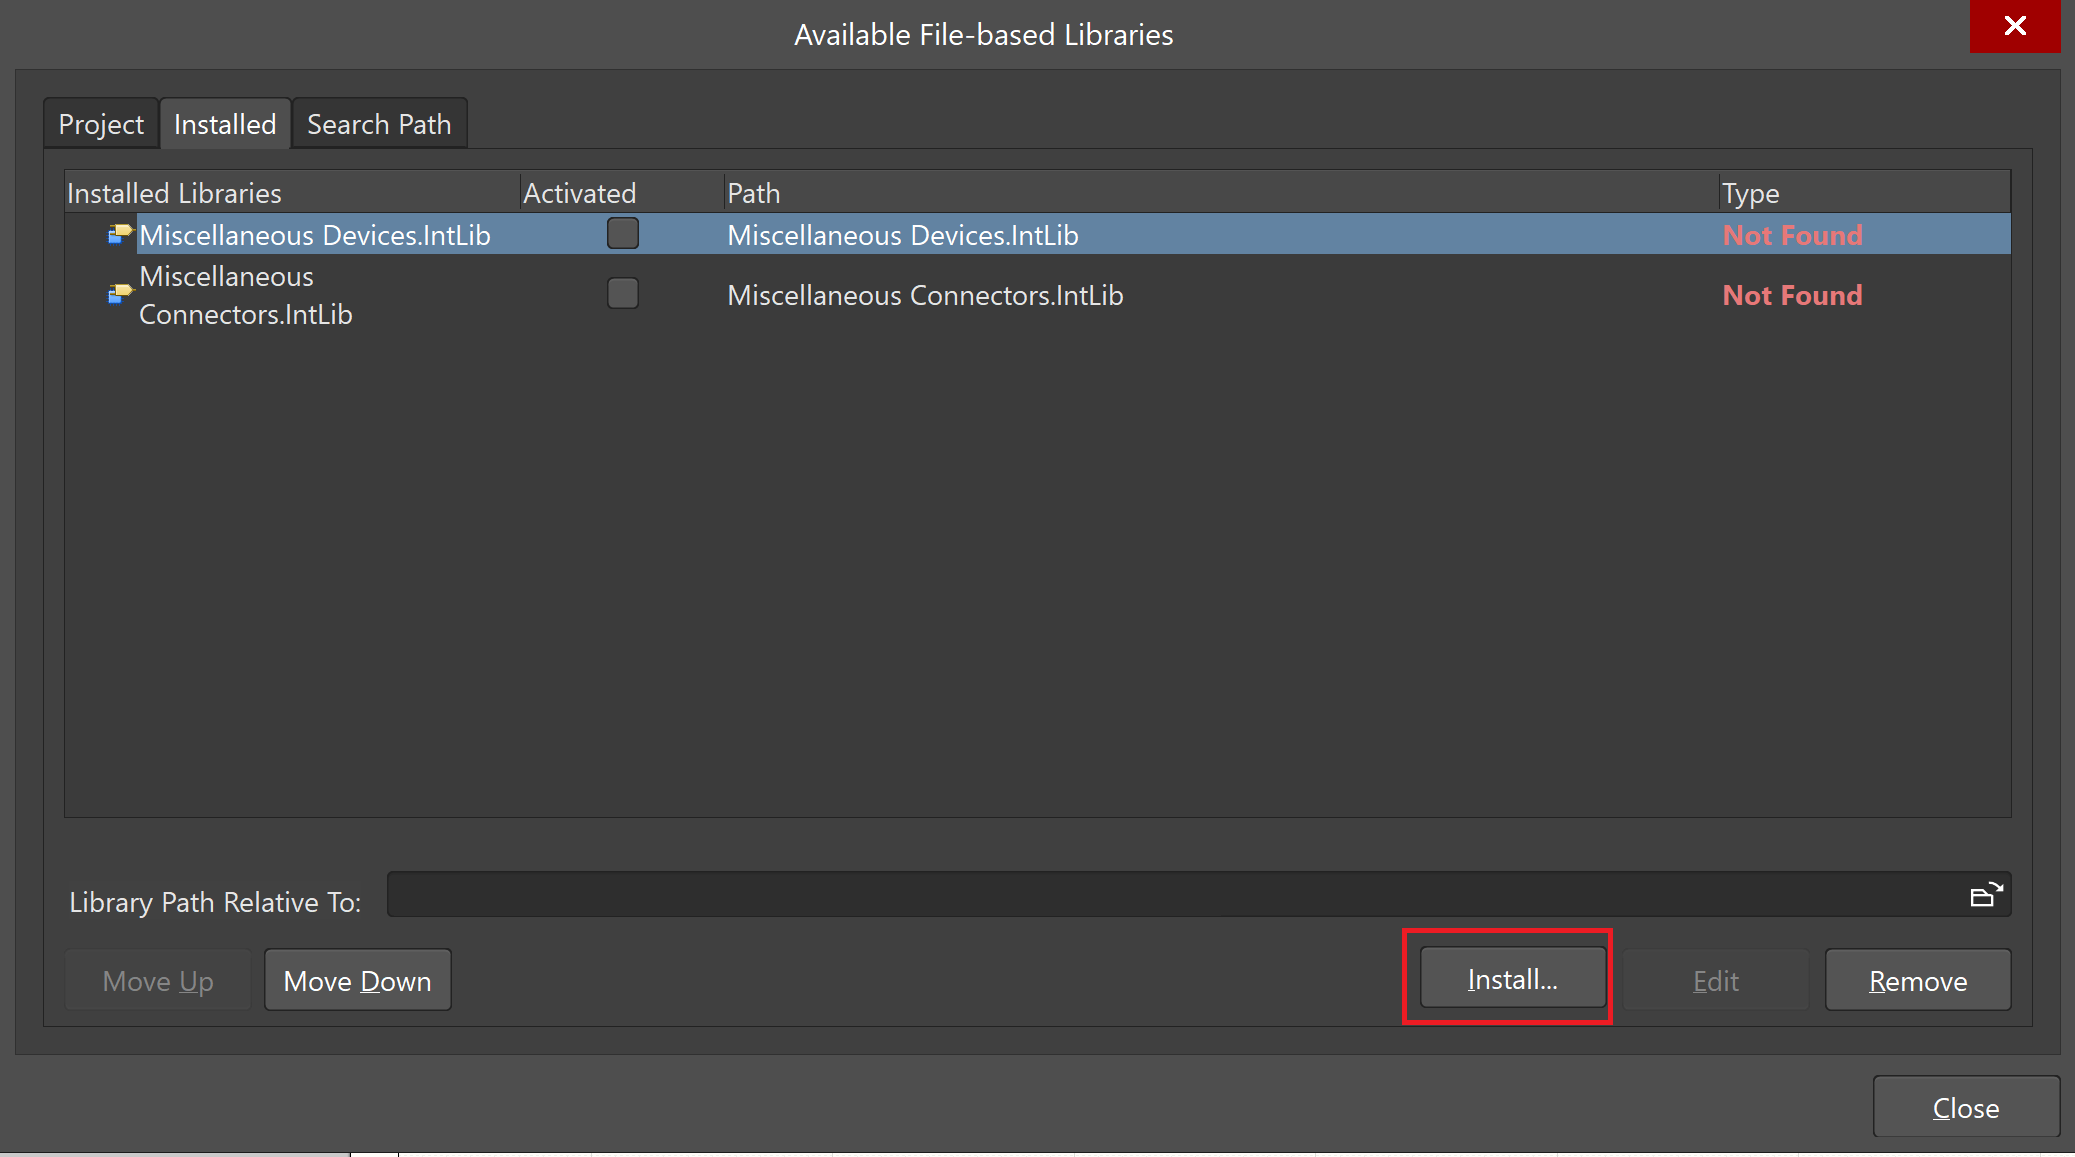 Available File-based Libraries
Project Installed Search Path
Installed Libraries Activated Path Type
Miscellaneous Devices.IntLib Miscellaneous Devices.IntLib Not Found
Miscellaneous
Connectors.IntLib Miscellaneous Connectors.IntLib Not Found
Library Path Relative To:
Move Up Move Down Install... Edit Remove
Close